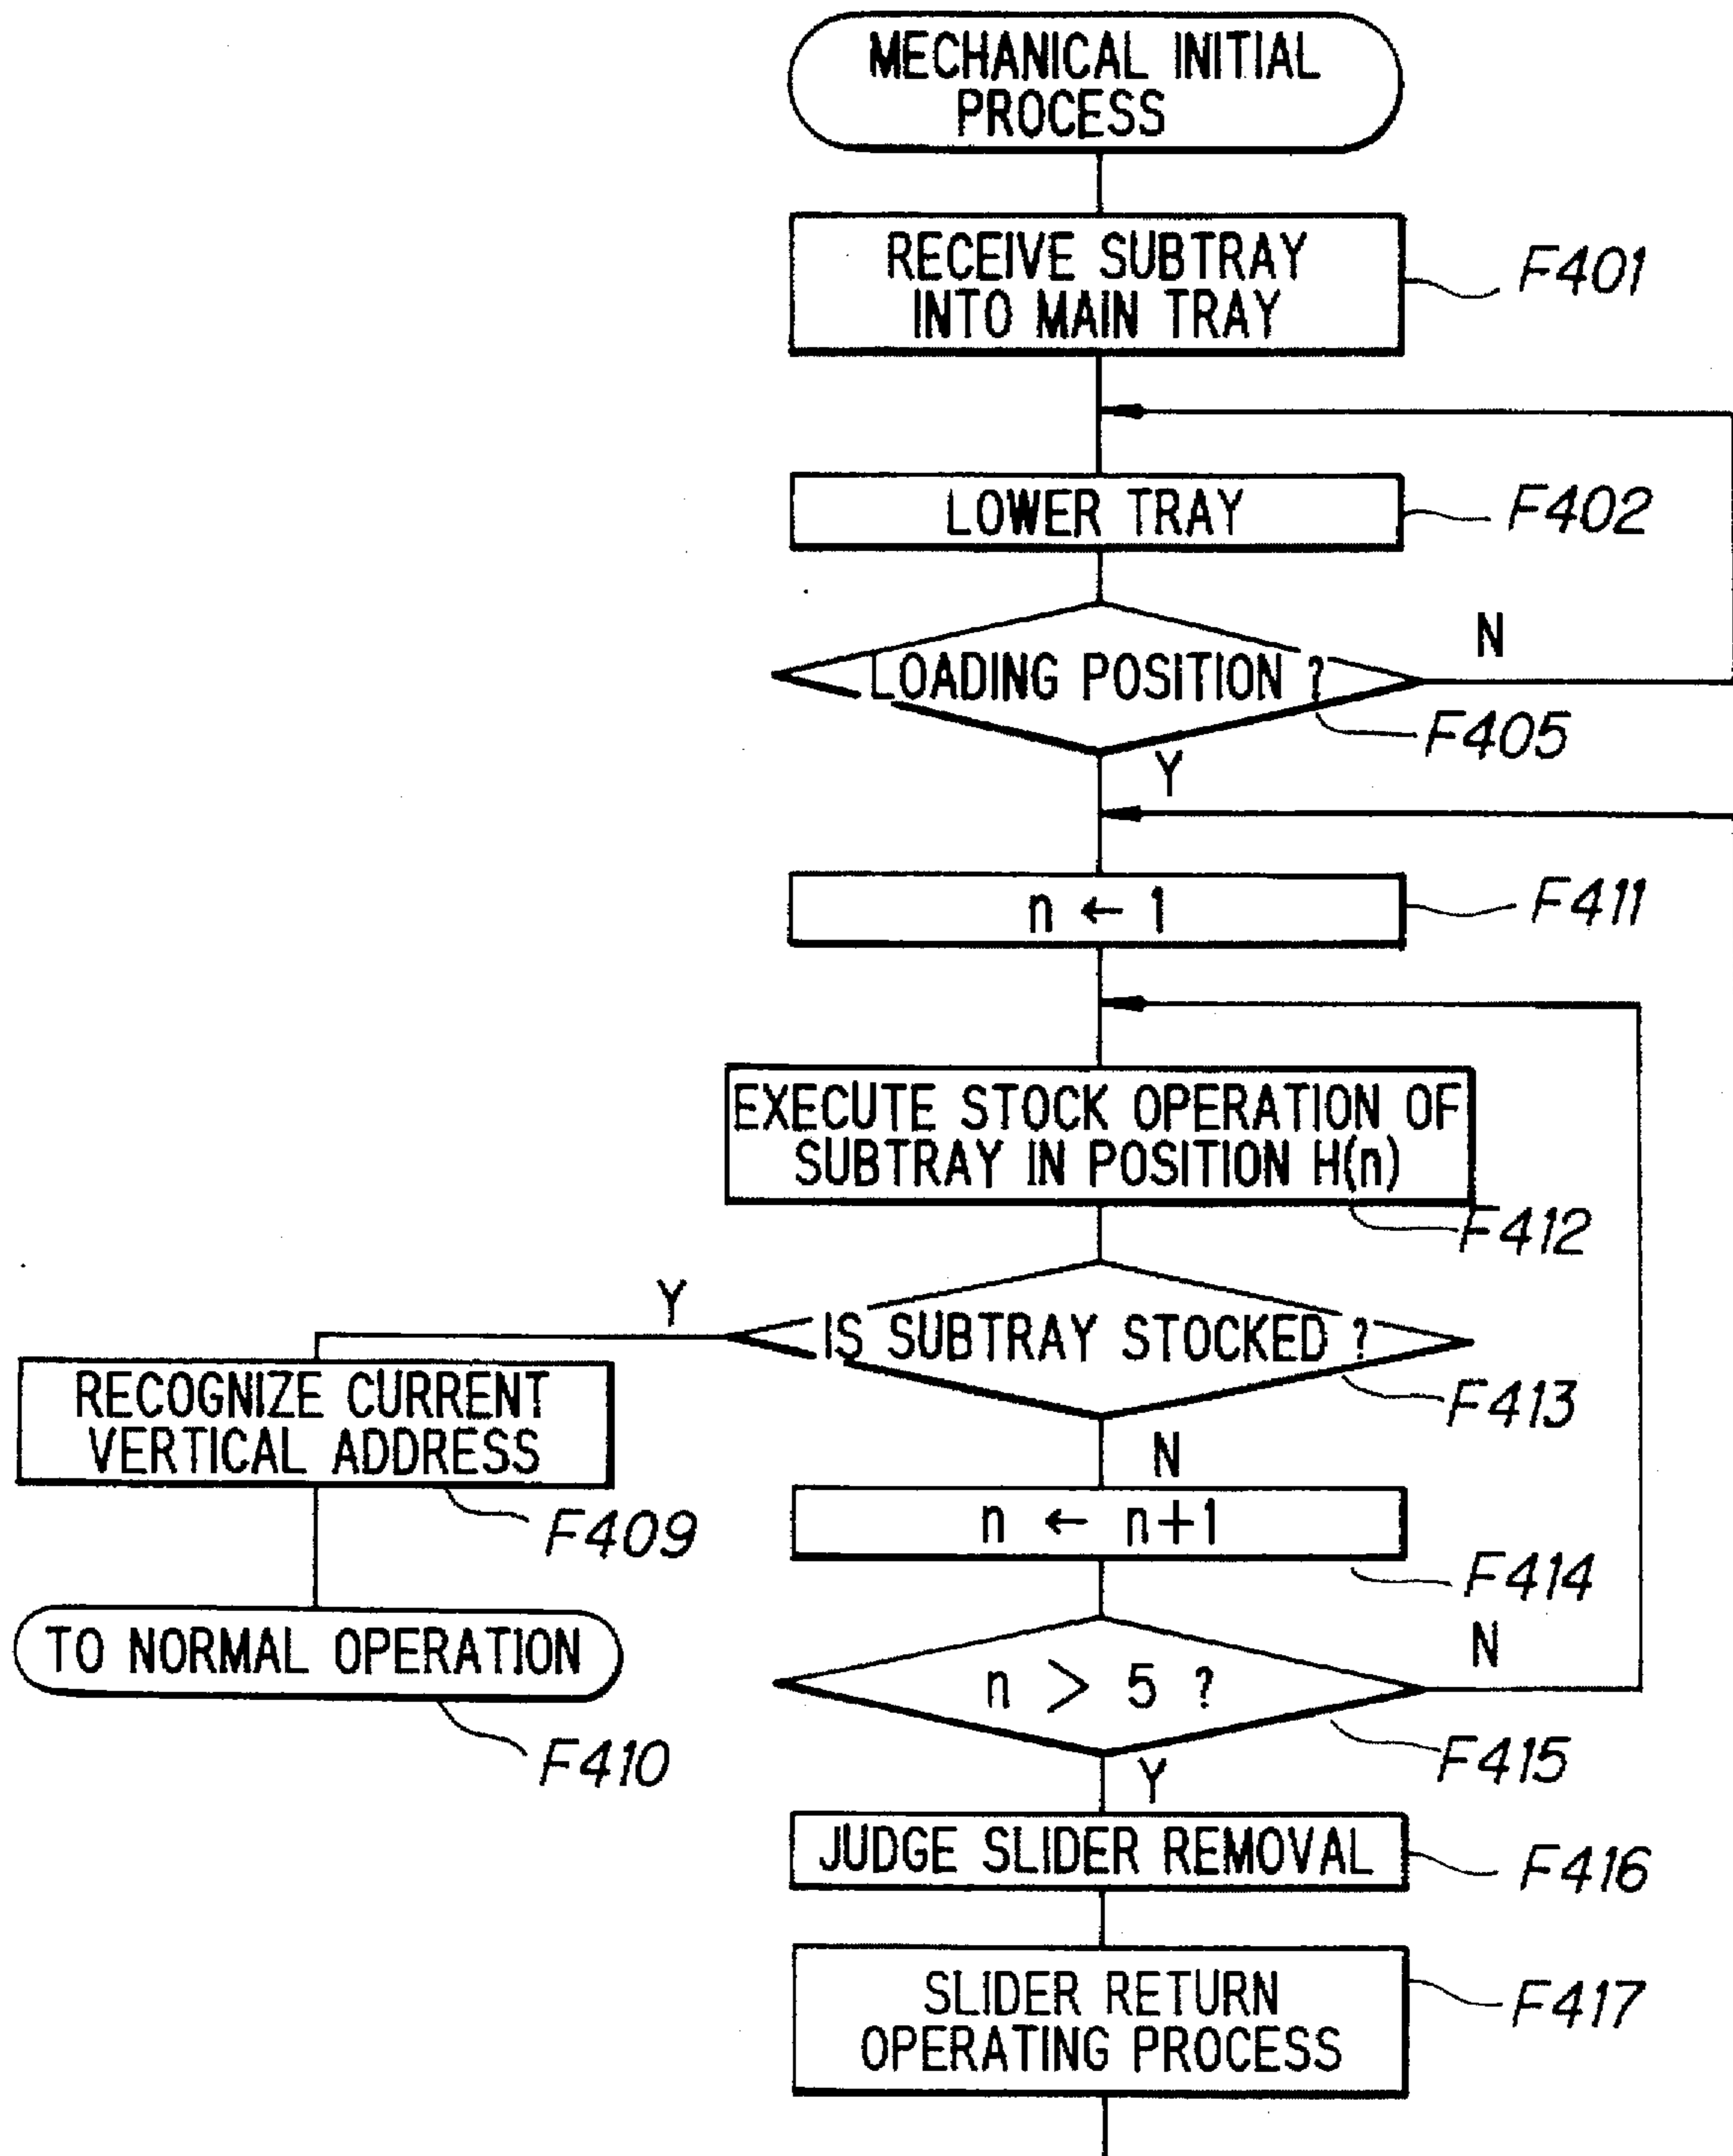 MECHANICAL INITIAL
PROCESS
RECEIVE SUBTRAY
INTO MAIN TRAY
F401
LOWER TRAY
F402
LOADING POSITION ?
N
F405
Y
n ← 1
F411
EXECUTE STOCK OPERATION OF
SUBTRAY IN POSITION H(n)
F412
Y
IS SUBTRAY STOCKED ?
F413
RECOGNIZE CURRENT
VERTICAL ADDRESS
F409
N
n ← n+1
F414
TO NORMAL OPERATION
F410
n > 5 ?
N
F415
Y
JUDGE SLIDER REMOVAL
F416
SLIDER RETURN
OPERATING PROCESS
F417